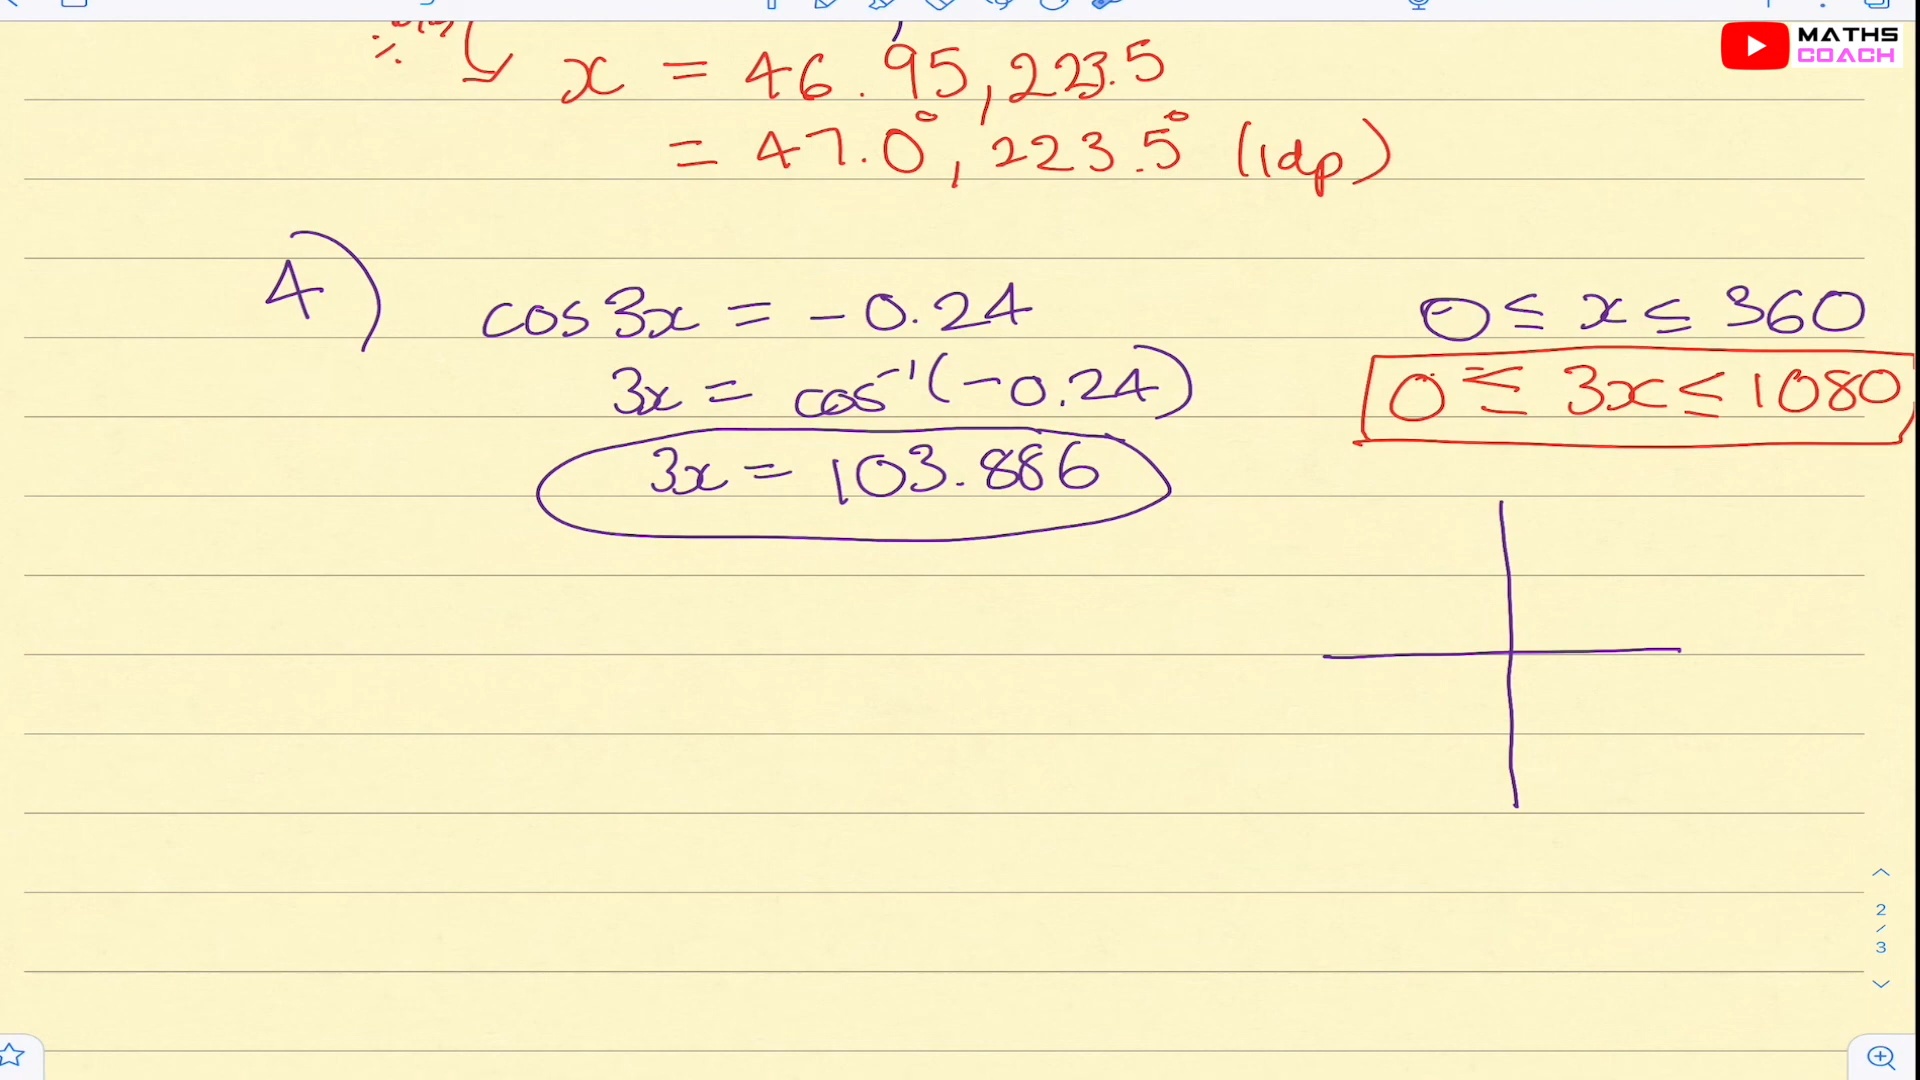 MATHS
COACH
x = 46.95, 223.5
= 47.0°, 223.5° (1dp)
4)
cos 3x = -0.24
0 ≤ x ≤ 360
3x = cos⁻¹(-0.24)
0 ≤ 3x ≤ 1080
3x = 103.886
2
/
3